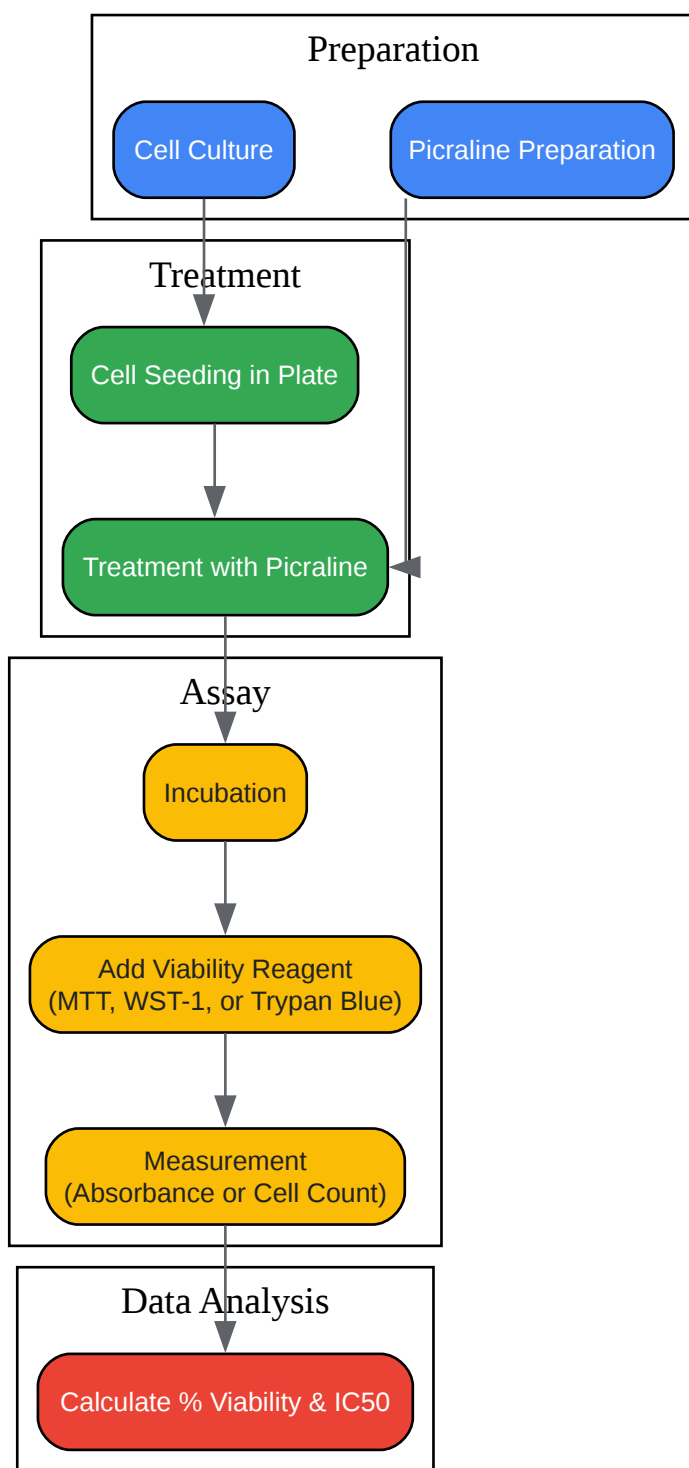 Preparation
Cell Culture
Picraline Preparation
Treatment
Cell Seeding in Plate
Treatment with Picraline
Assay
Incubation
Add Viability Reagent
(MTT, WST-1, or Trypan Blue)
Measurement
(Absorbance or Cell Count)
Data Analysis
Calculate % Viability & IC50